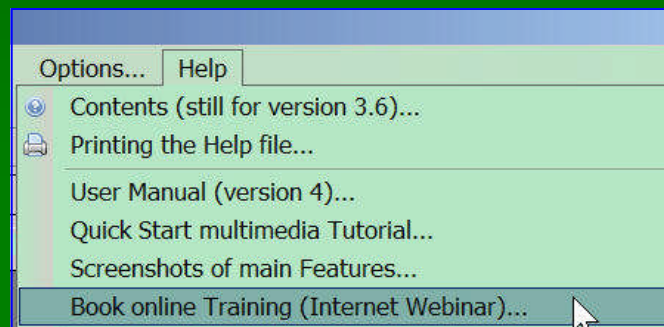 Options... Help
Contents (still for version 3.6)...
Printing the Help file...
User Manual (version 4)...
Quick Start multimedia Tutorial...
Screenshots of main Features...
Book online Training (Internet Webinar)...